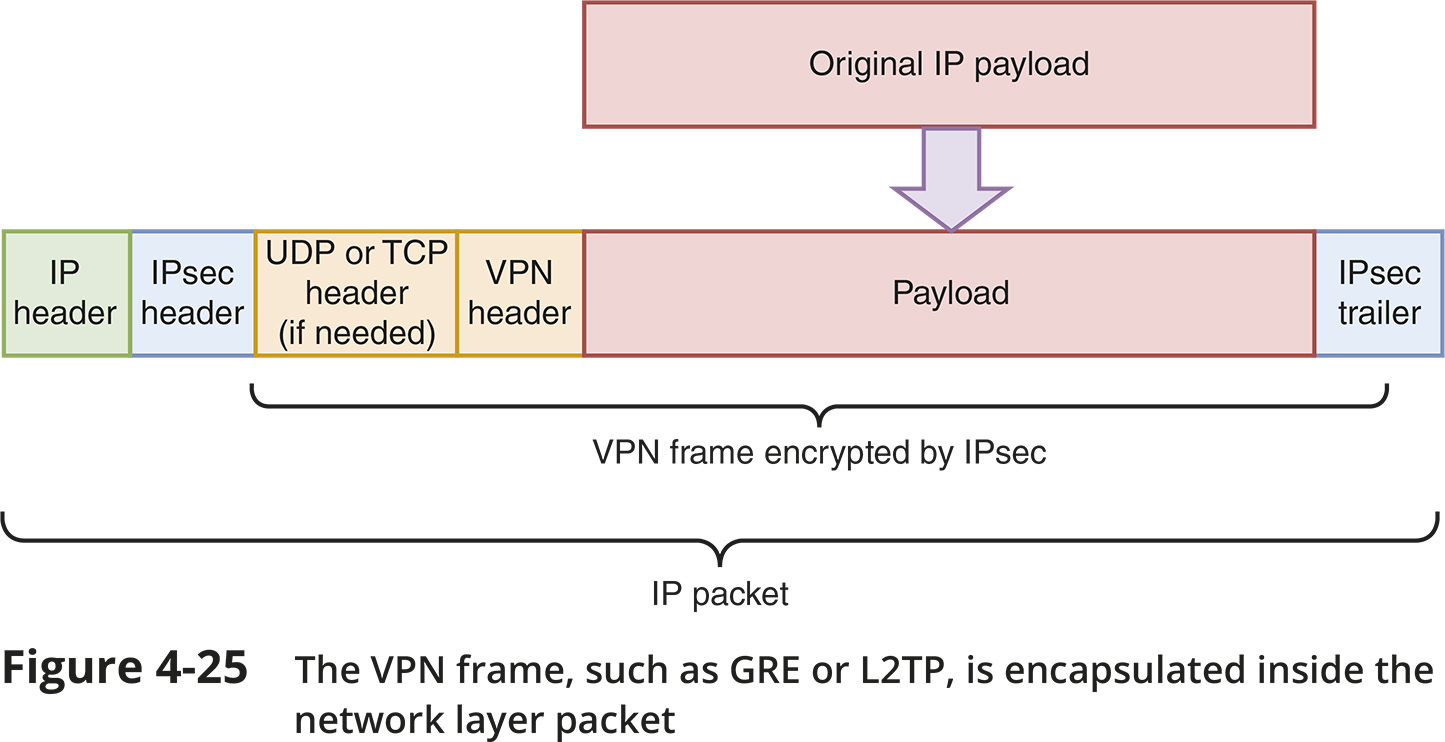 Original IP payload
IP
header
IPsec
header
UDP or TCP
header
(if needed)
VPN
header
Payload
IPsec
trailer
VPN frame encrypted by IPsec
IP packet
Figure 4-25 The VPN frame, such as GRE or L2TP, is encapsulated inside the
network layer packet